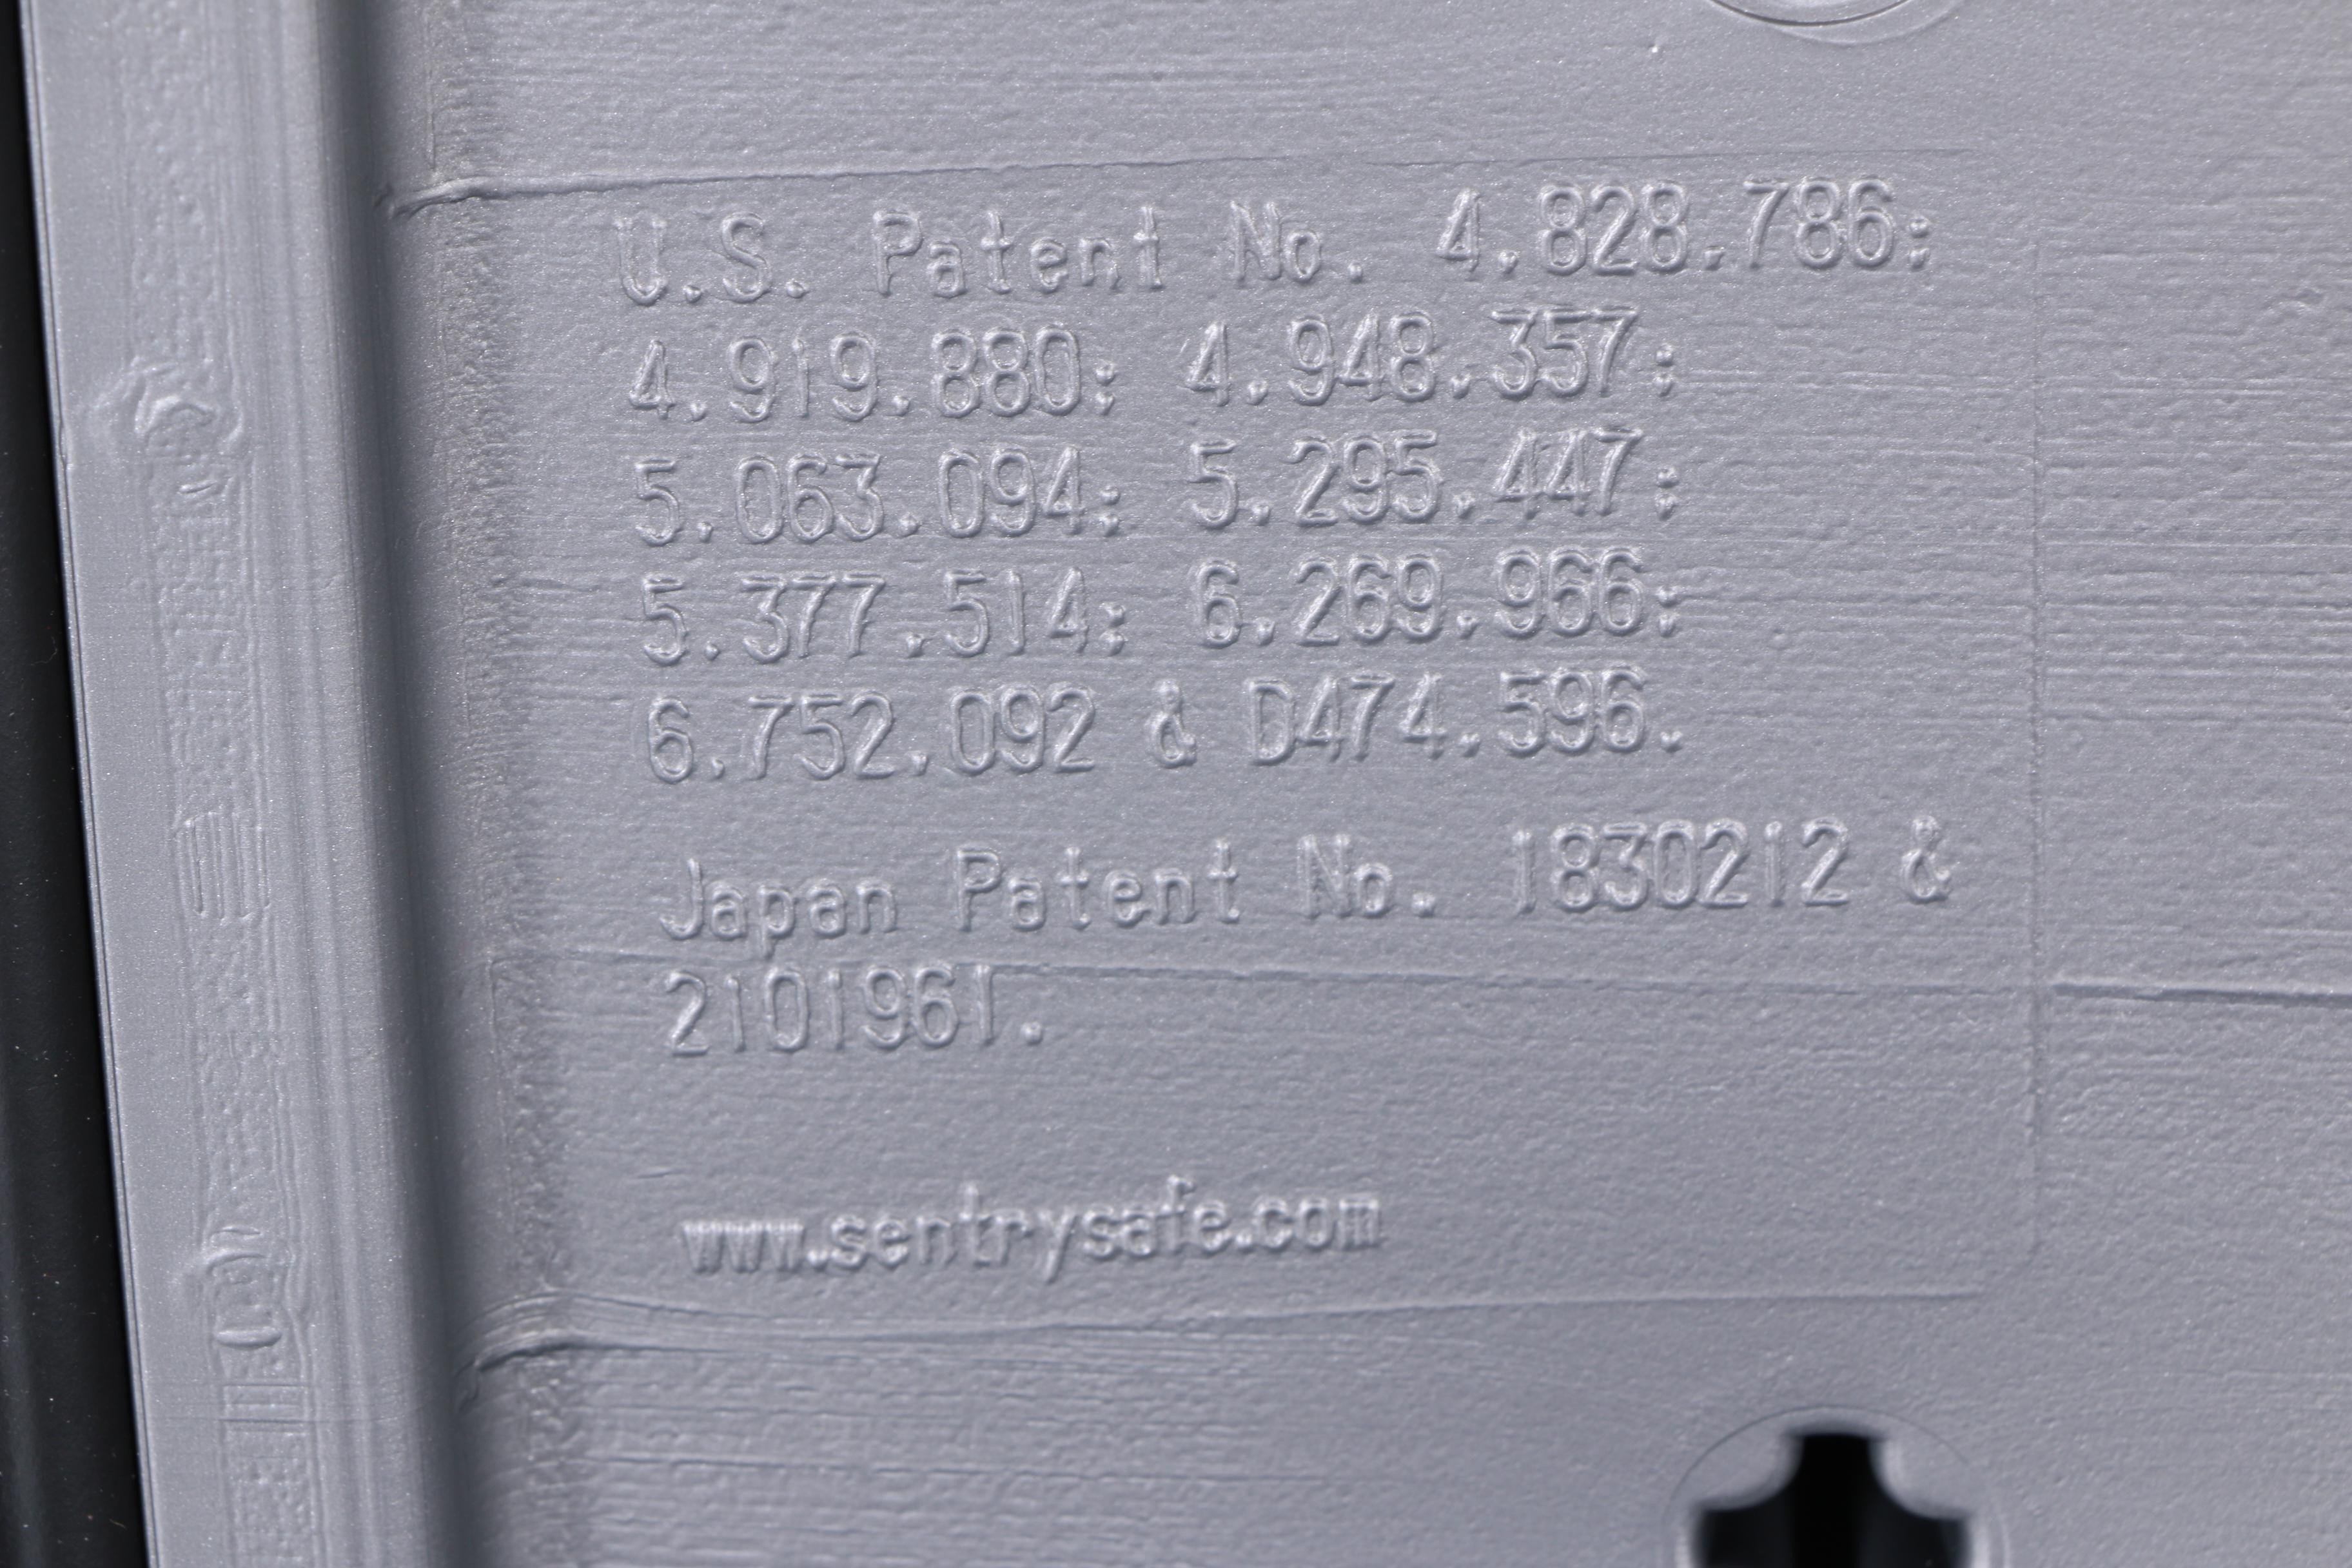 U.S. Patent No. 4,828,786;
4,919,880; 4,948,357;
5,063,094; 5,295,447;
5,377,514; 6,269,966;
6,752,092 & D474,596.
Japan Patent No. 1830212 &
2101961.
www.sentrysafe.com